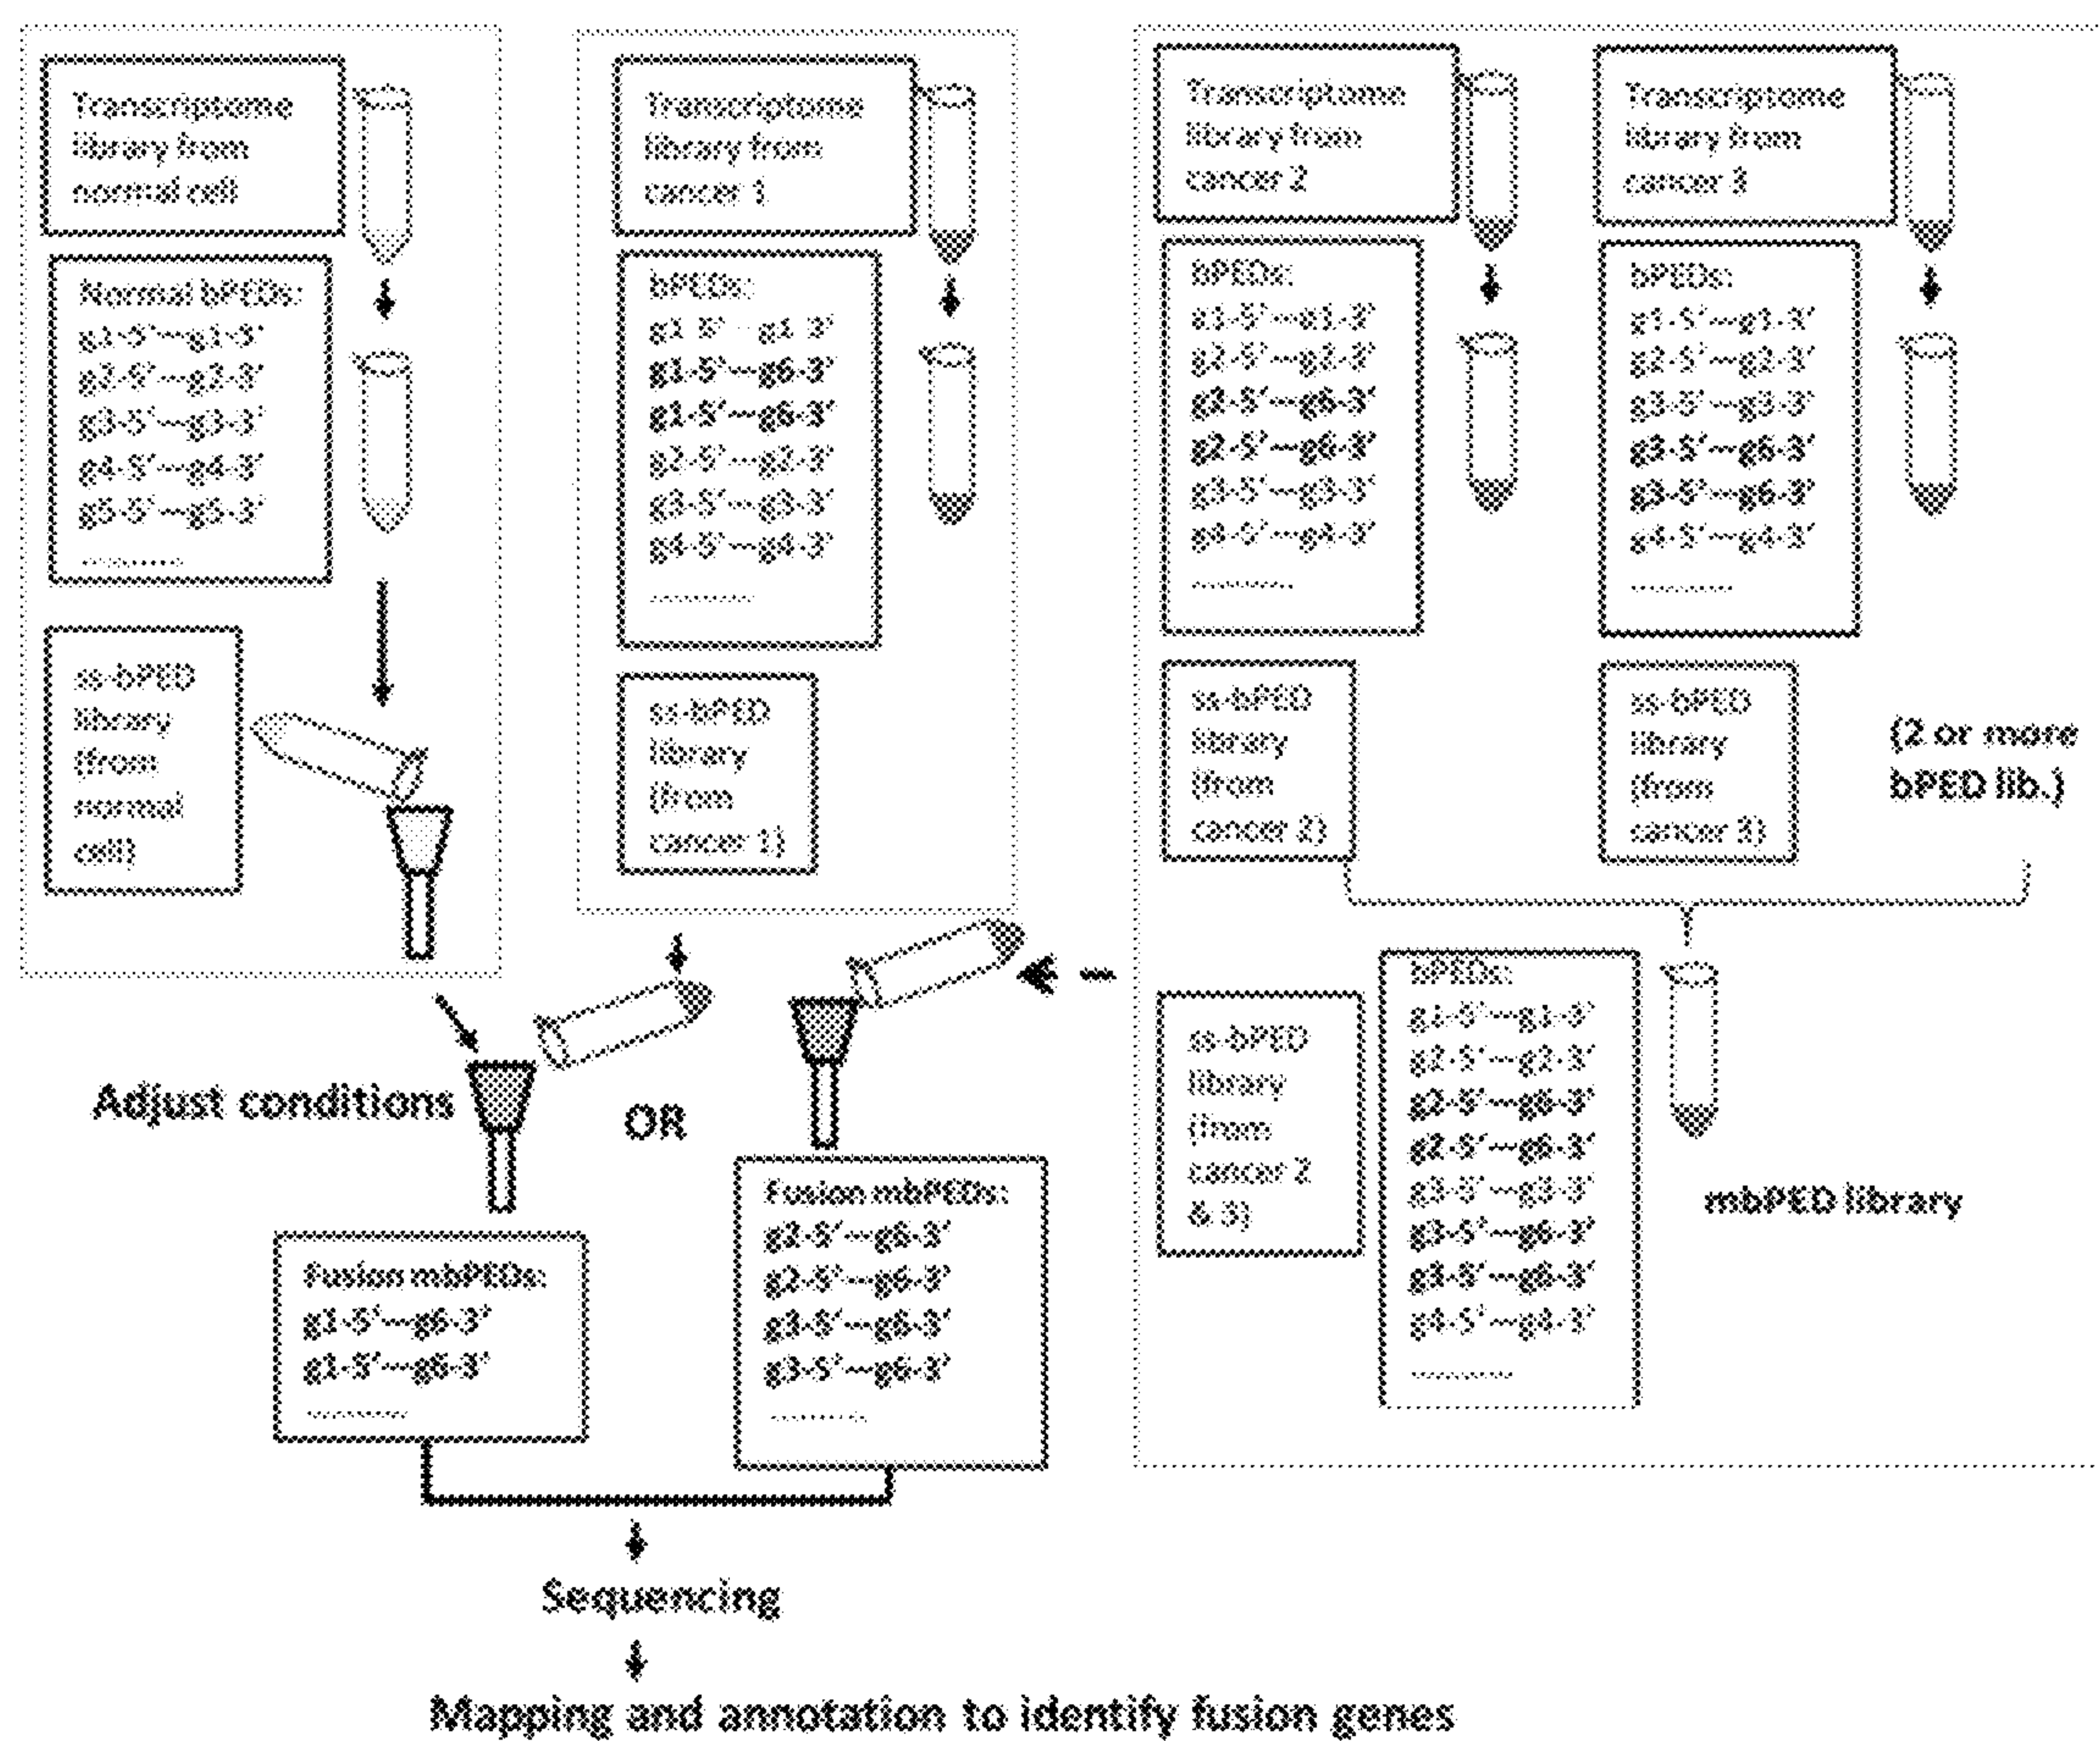 Transcriptome
library from
normal cell
Normal bPEDs:
g1-5'---g1-3'
g2-5'---g2-3'
g3-5'---g3-3'
g4-5'---g4-3'
g5-5'---g5-3'
............
ss-bPED
library
(from
normal
cell)
Transcriptome
library from
cancer 1
bPEDs:
g1-5'---g1-3'
g1-5'---g6-3'
g1-5'---g6-3'
g2-5'---g2-3'
g3-5'---g3-3'
g4-5'---g4-3'
............
ss-bPED
library
(from
cancer 1)
Transcriptome
library from
cancer 2
bPEDs:
g1-5'---g1-3'
g2-5'---g2-3'
g2-5'---g6-3'
g2-5'---g6-3'
g3-5'---g3-3'
g4-5'---g4-3'
............
ss-bPED
library
(from
cancer 2)
Transcriptome
library from
cancer 3
bPEDs:
g1-5'---g1-3'
g2-5'---g2-3'
g3-5'---g3-3'
g3-5'---g6-3'
g3-5'---g6-3'
g4-5'---g4-3'
............
ss-bPED
library
(from
cancer 3)
(2 or more
bPED lib.)
ss-bPED
library
(from
cancer 2
& 3)
bPEDs:
g1-5'---g1-3'
g2-5'---g2-3'
g2-5'---g6-3'
g2-5'---g6-3'
g3-5'---g3-3'
g3-5'---g6-3'
g3-5'---g6-3'
g4-5'---g4-3'
............
mbPED library
Adjust conditions
OR
Fusion mbPEDs:
g1-5'---g6-3'
g1-5'---g6-3'
............
Fusion mbPEDs:
g2-5'---g6-3'
g2-5'---g6-3'
g3-5'---g6-3'
g3-5'---g6-3'
............
Sequencing
Mapping and annotation to identify fusion genes